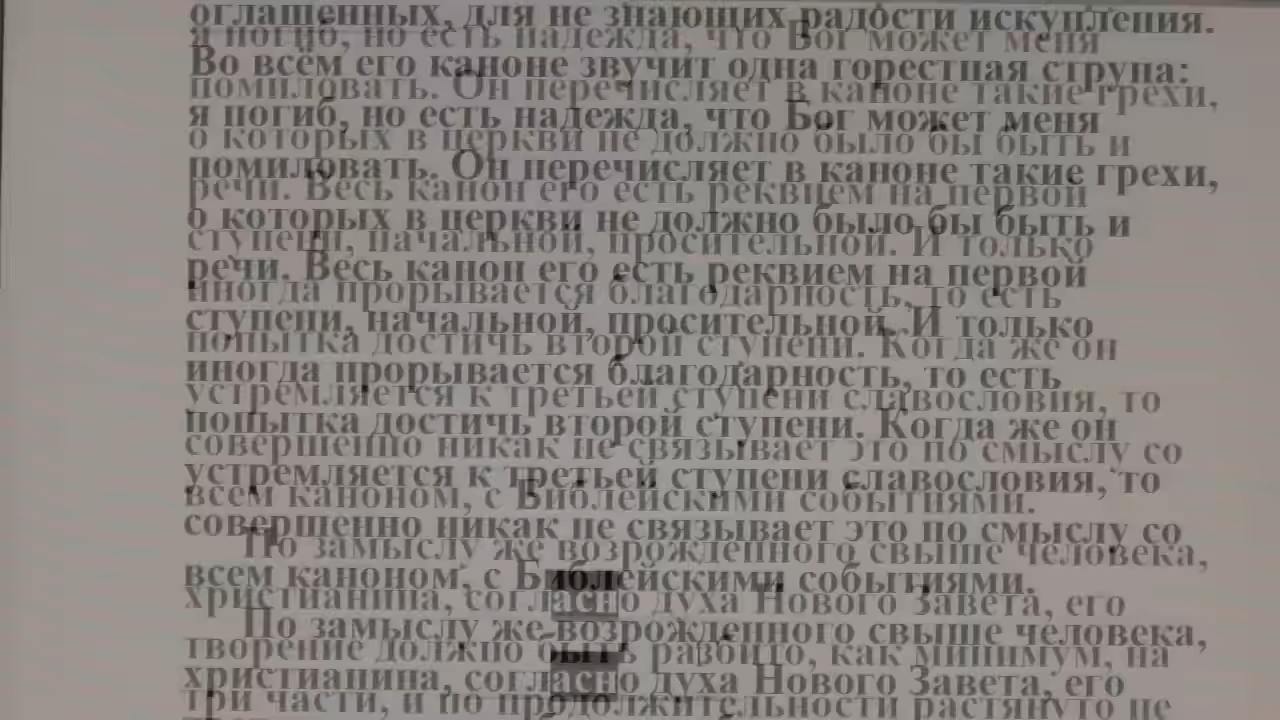 оглашенных, для не знающих радости искупления.
я погиб, но есть надежда, что Бог может меня
Во всём его каноне звучит одна горестная струна:
помиловать. Он перечисляет в каноне такие грехи,
я погиб, но есть надежда, что Бог может меня
о которых в церкви не должно было бы быть и
помиловать. Он перечисляет в каноне такие грехи,
речи. Весь канон его есть реквием на первой
о которых в церкви не должно было бы быть и
ступени, начальной, просительной. И только
речи. Весь канон его есть реквием на первой
иногда прорывается благодарность, то есть
ступени, начальной, просительной. И только
попытка достичь второй ступени. Когда же он
иногда прорывается благодарность, то есть
устремляется к третьей ступени славословия, то
попытка достичь второй ступени. Когда же он
совершенно никак не связывает это по смыслу со
устремляется к третьей ступени славословия, то
всем каноном, с Библейскими событиями.
совершенно никак не связывает это по смыслу со
По замыслу же возрожденного свыше человека,
всем каноном, с Библейскими событиями.
христианина, согласно духа Нового Завета, его
По замыслу же возрожденного свыше человека,
творение должно быть разбито, как минимум, на
христианина, согласно духа Нового Завета, его
три части, и по продолжительности растянуто не